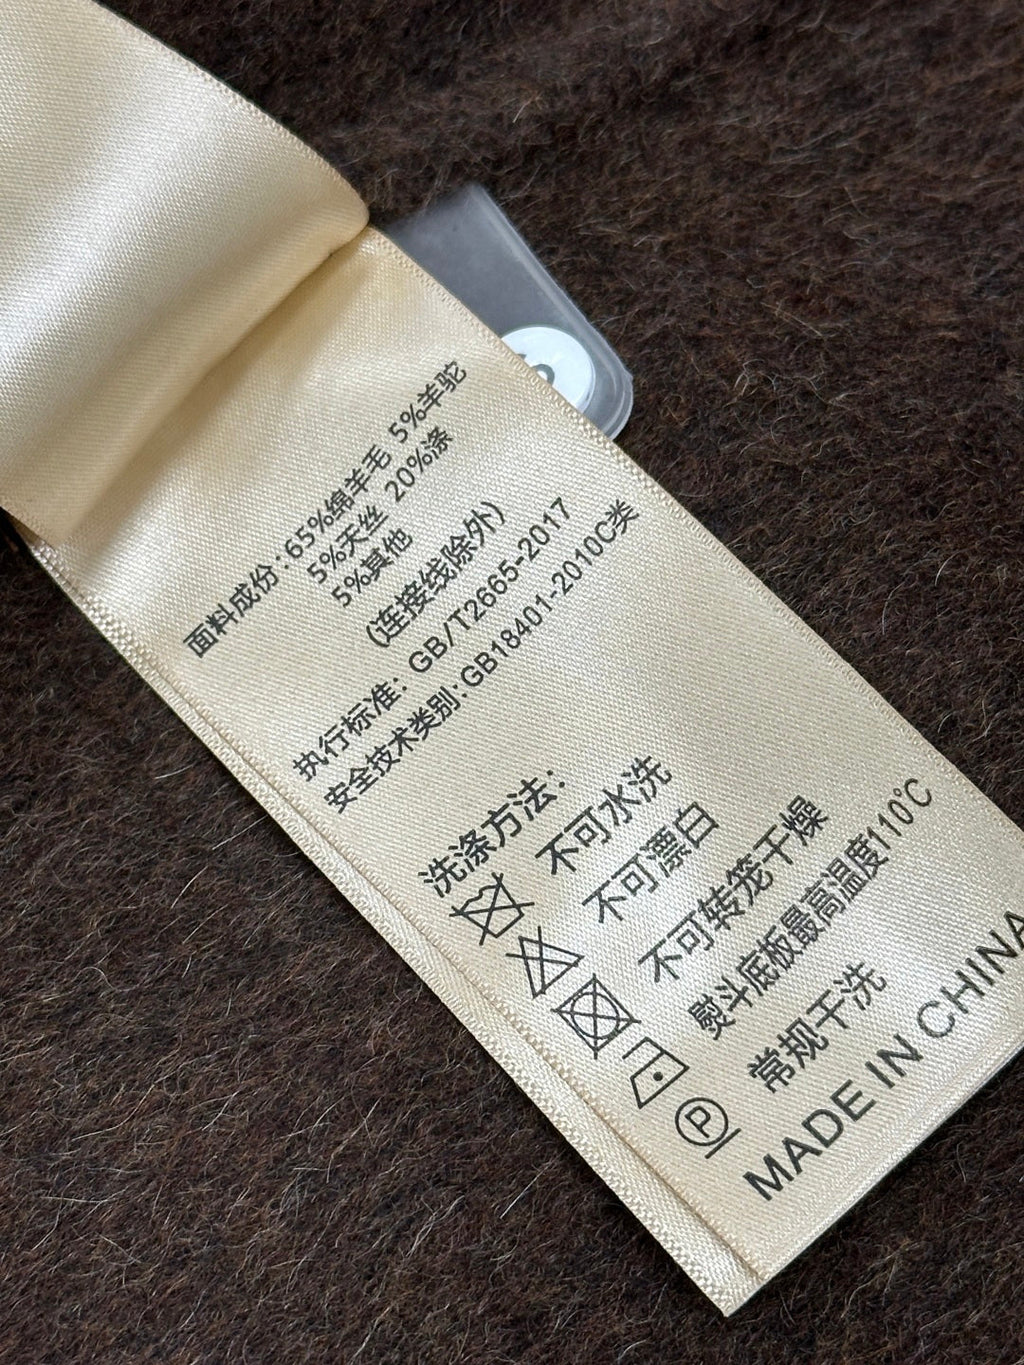 面料成份:65%绵羊毛 5%羊驼
5%天丝 20%涤
5%其他
(连接线除外)
执行标准: GB/T2665-2017
安全技术类别:GB18401-2010C类
洗涤方法:
不可水洗
不可漂白
不可转笼干燥
熨斗底板最高温度110℃
P 常规干洗
MADE IN CHINA